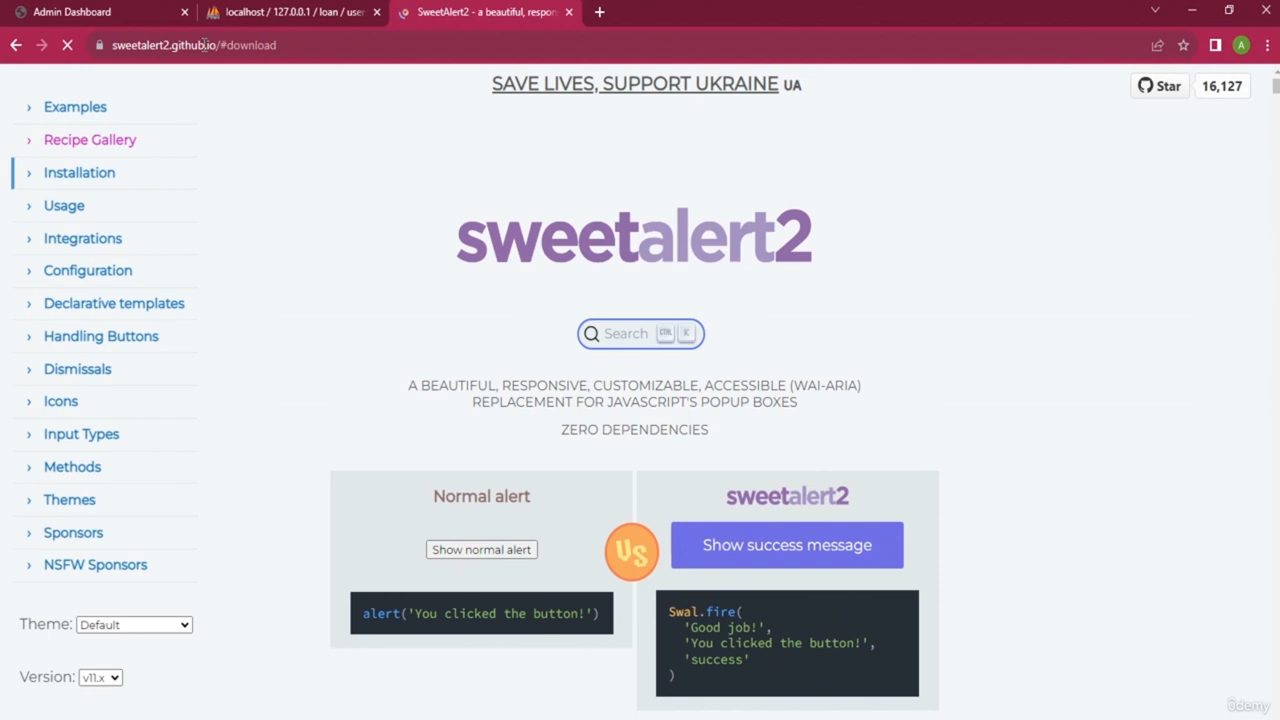 Admin Dashboard
localhost / 127.0.0.1 / loan / user
SweetAlert2 - a beautiful, respon
sweetalert2.github.io/#download
A
SAVE LIVES, SUPPORT UKRAINE UA
Star
16,127
Examples
Recipe Gallery
Installation
Usage
Integrations
Configuration
Declarative templates
Handling Buttons
Dismissals
Icons
Input Types
Methods
Themes
Sponsors
NSFW Sponsors
Theme: Default
Version: v11.x
sweetalert2
Search CTRL K
A BEAUTIFUL, RESPONSIVE, CUSTOMIZABLE, ACCESSIBLE (WAI-ARIA)
REPLACEMENT FOR JAVASCRIPT'S POPUP BOXES
ZERO DEPENDENCIES
Normal alert
Show normal alert
alert('You clicked the button!')
VS
sweetalert2
Show success message
Swal.fire(
'Good job!',
'You clicked the button!',
'success'
)
ûdemy